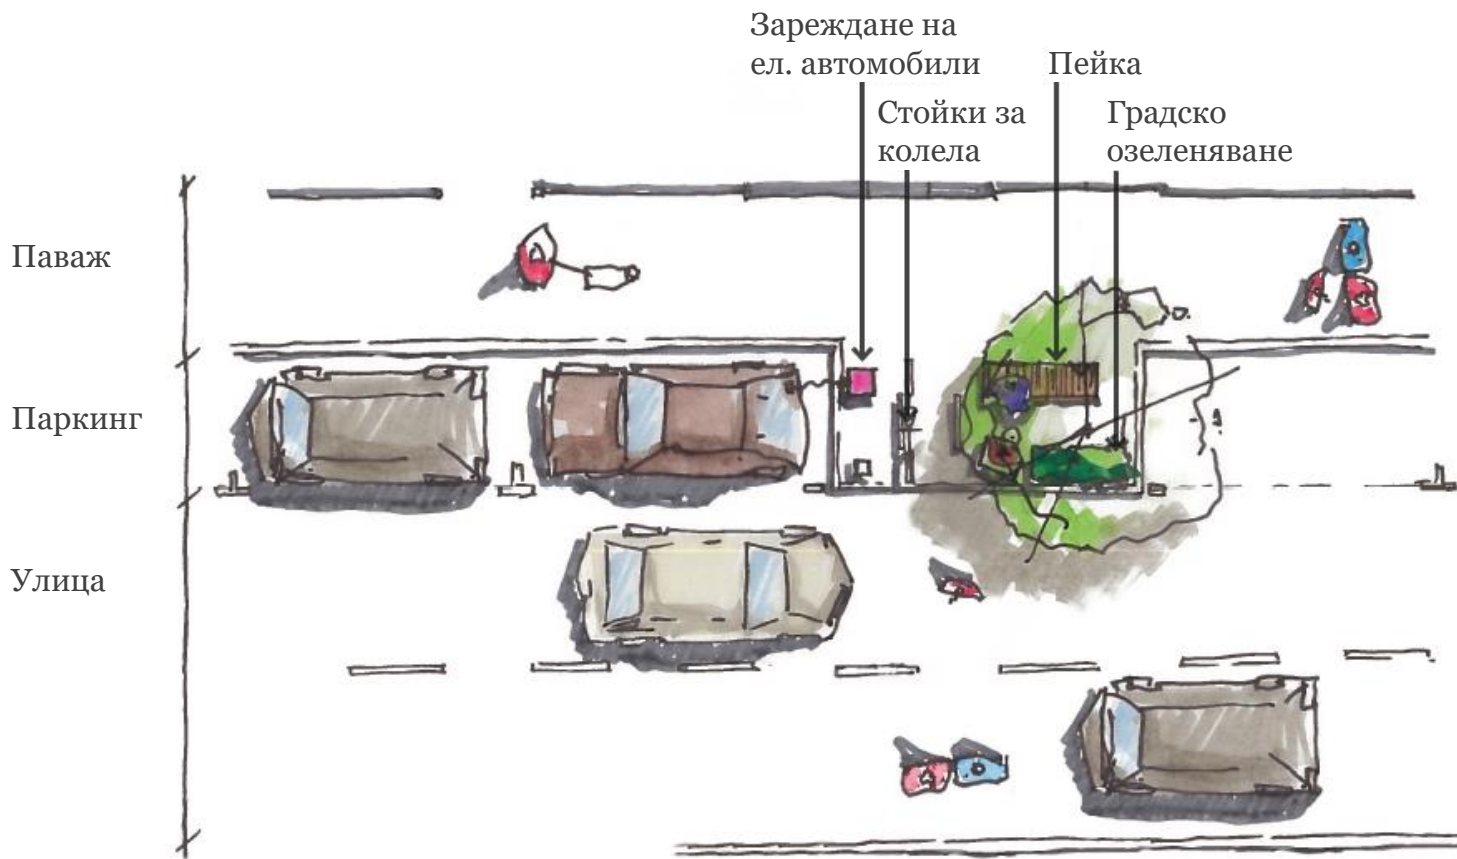 Зареждане на
ел. автомобили
Пейка
Стойки за
колела
Градско
озеленяване
Паваж
Паркинг
Улица